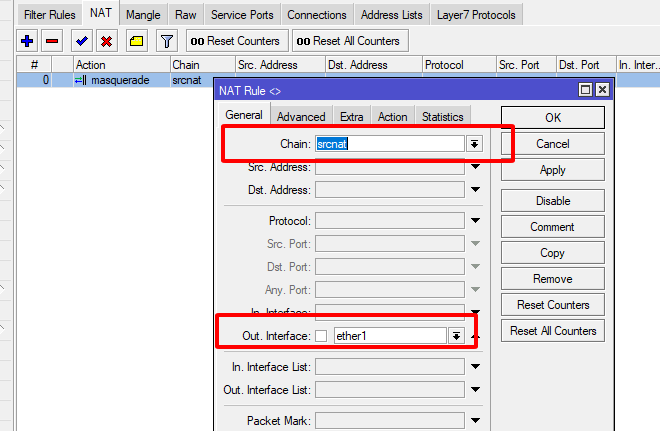 Filter Rules NAT Mangle Raw Service Ports Connections Address Lists Layer7 Protocols
00 Reset Counters 00 Reset All Counters
# Action Chain Src. Address Dst. Address Protocol Src. Port Dst. Port In. Inter...
0 masquerade srcnat
NAT Rule <>
General Advanced Extra Action Statistics
OK
Chain: srcnat
Cancel
Src. Address:
Apply
Dst. Address:
Disable
Protocol:
Comment
Src. Port:
Copy
Dst. Port:
Remove
Any. Port:
Reset Counters
In. Interface:
Reset All Counters
Out. Interface: ether1
In. Interface List:
Out. Interface List:
Packet Mark: